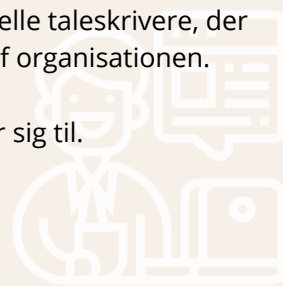 elle taleskrivere, der
f organisationen.
r sig til.